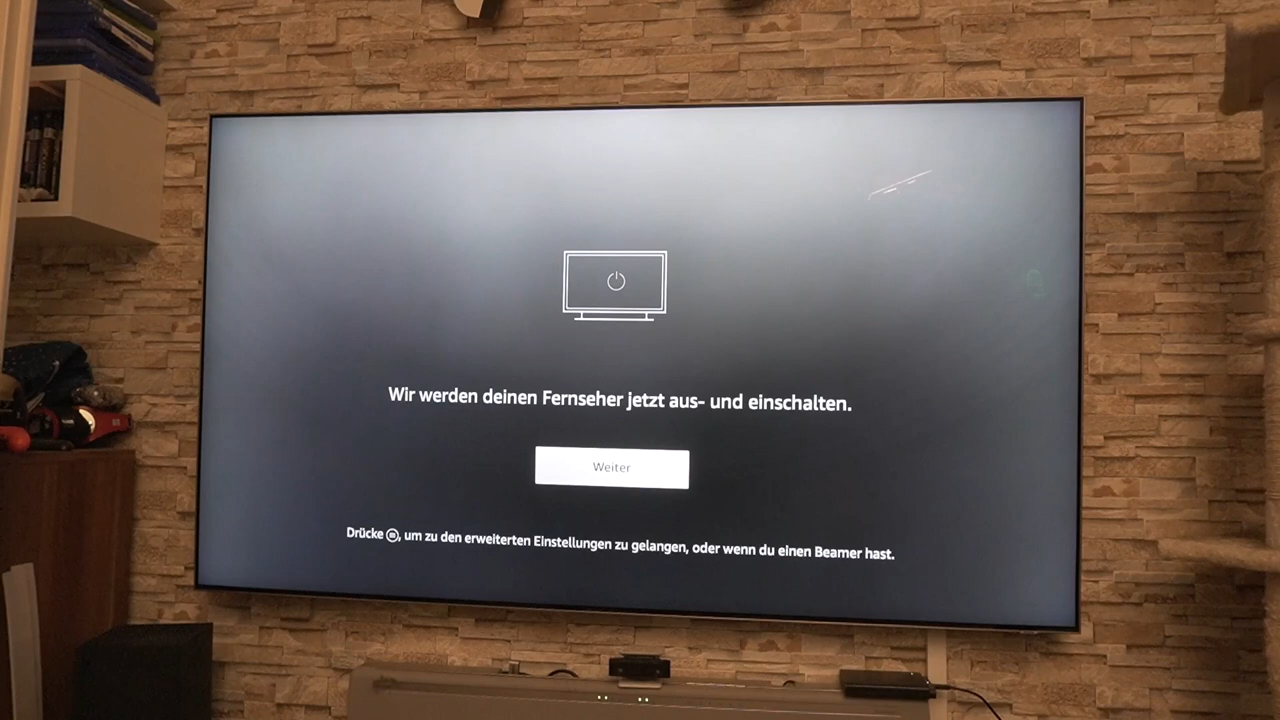 Wir werden deinen Fernseher jetzt aus- und einschalten.
Weiter
Drücke ⊜, um zu den erweiterten Einstellungen zu gelangen, oder wenn du einen Beamer hast.